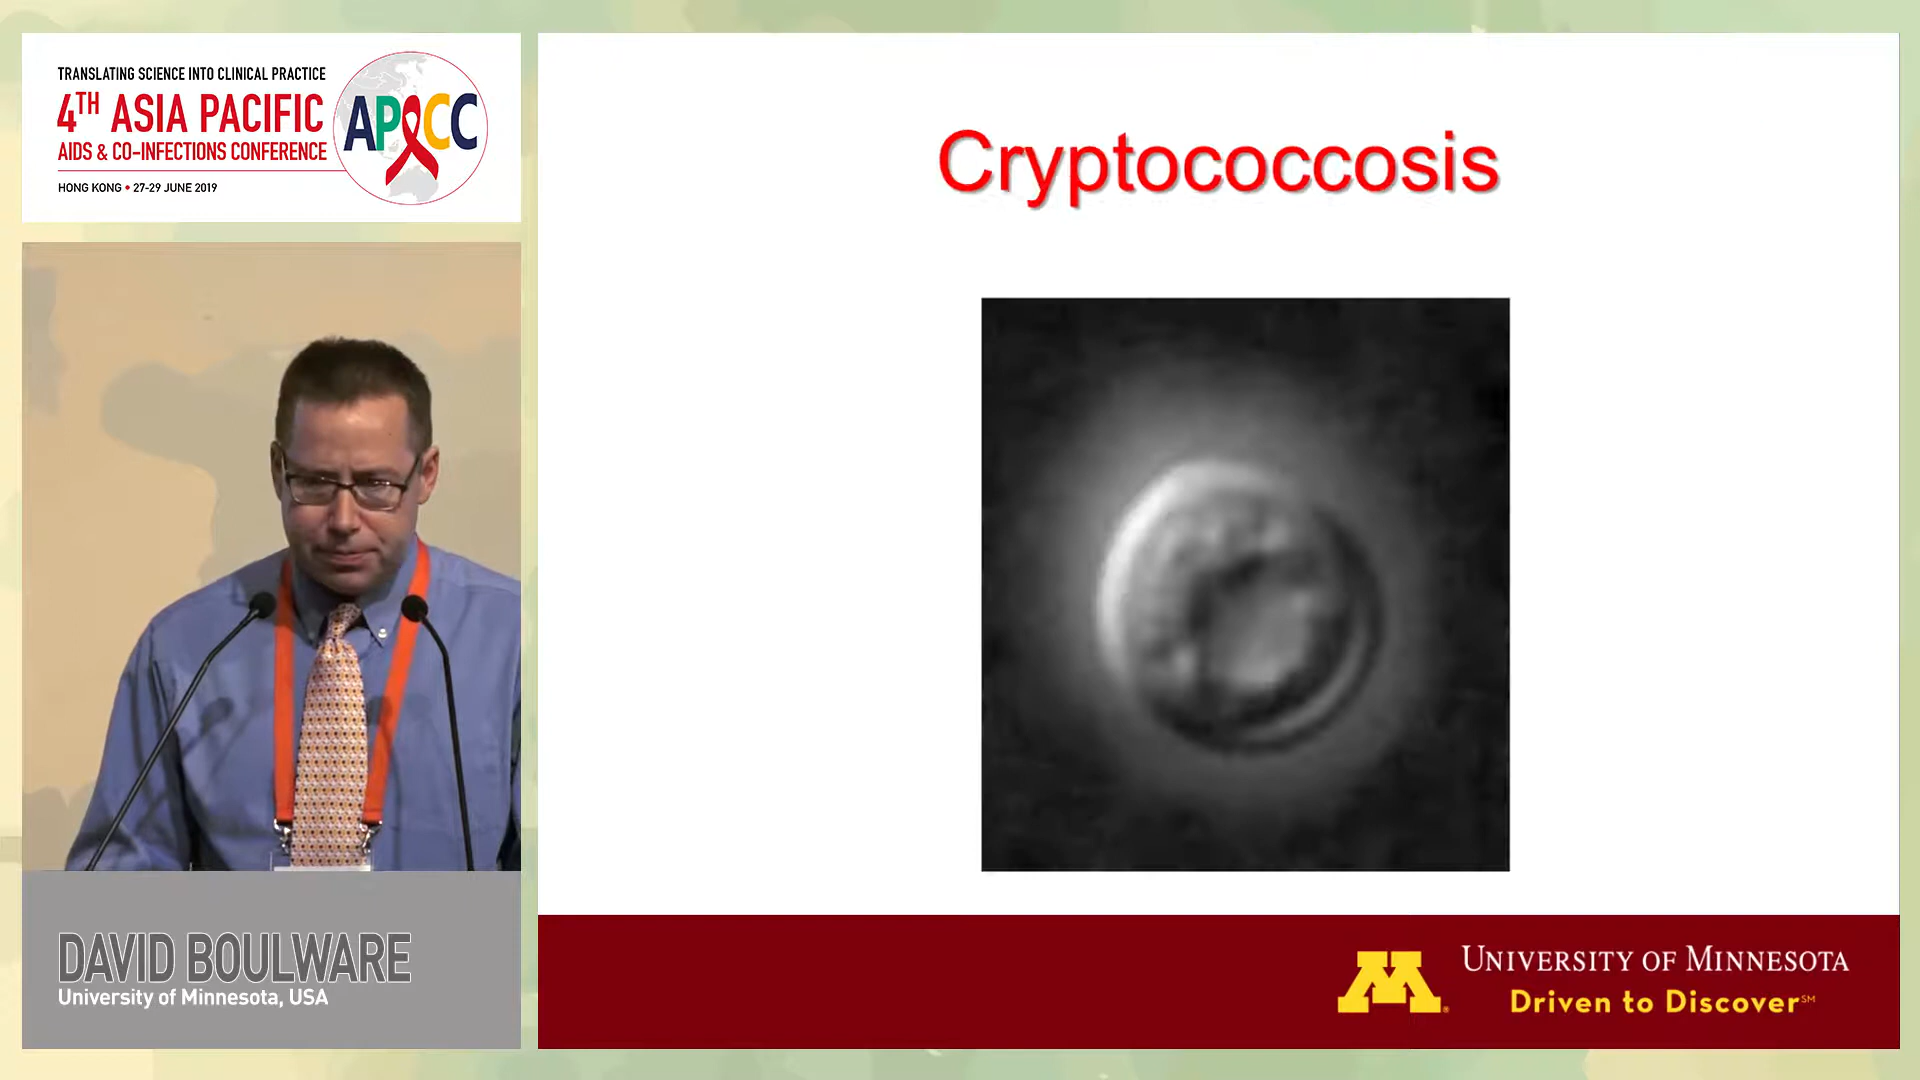 TRANSLATING SCIENCE INTO CLINICAL PRACTICE
4TH ASIA PACIFIC
AIDS & CO-INFECTIONS CONFERENCE
HONG KONG • 27-29 JUNE 2019
APACC
Cryptococcosis
DAVID BOULWARE
University of Minnesota, USA
M
UNIVERSITY OF MINNESOTA
Driven to Discover℠